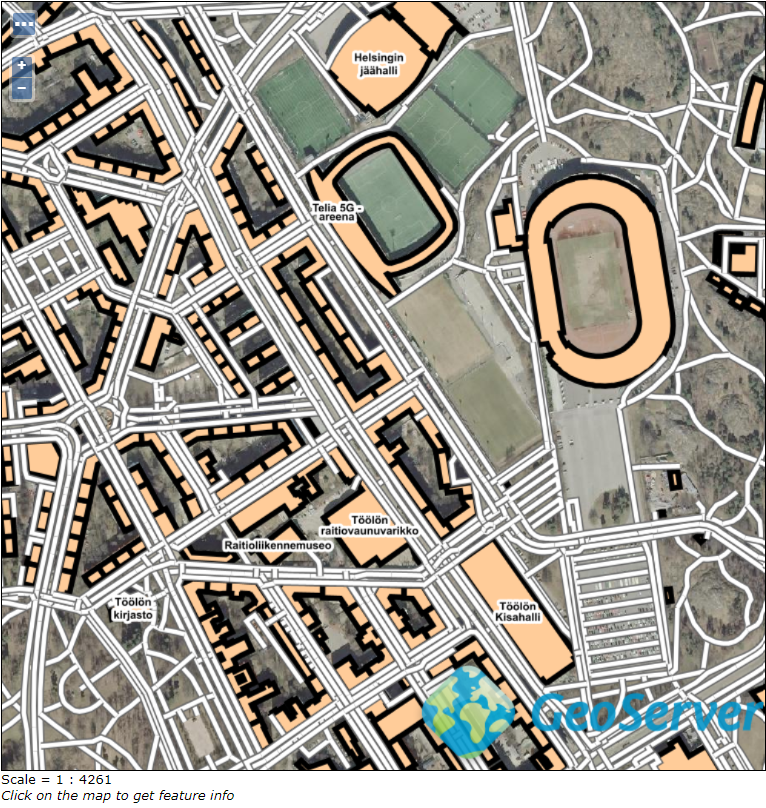 Helsingin
jäähalli
+
−
Telia 5G -
areena
Töölön
raitiovaunuvarikko
Raitioliikennemuseo
Töölön
kirjasto
Töölön
Kisahalli
GeoServer
Scale = 1 : 4261
Click on the map to get feature info